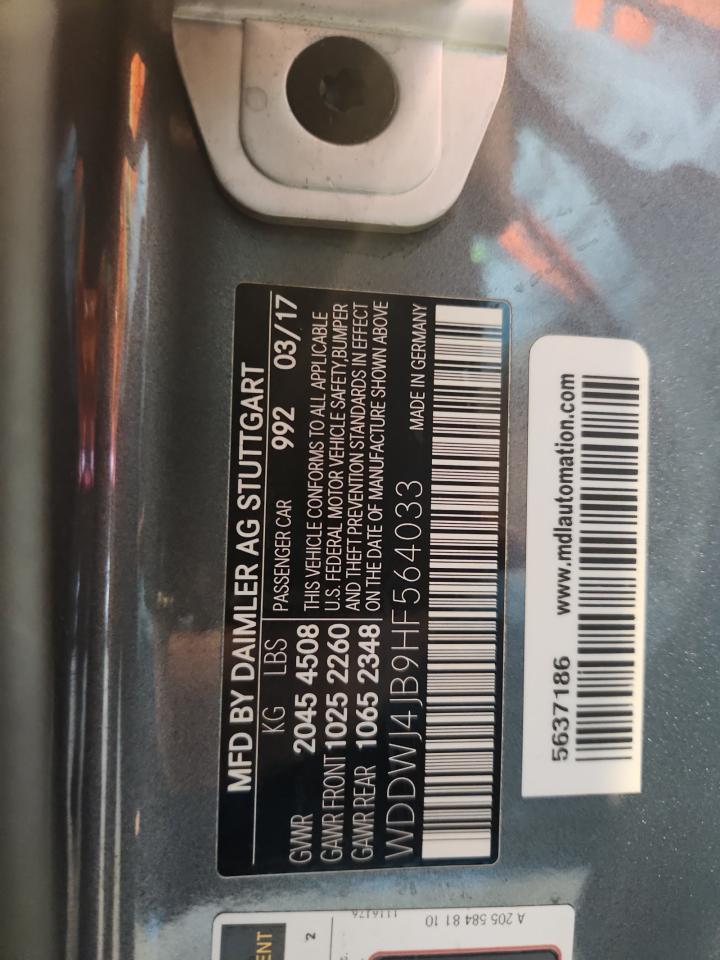 MFD BY DAIMLER AG STUTTGART
KG LBS PASSENGER CAR 992 03/17
GVWR 2045 4508 THIS VEHICLE CONFORMS TO ALL APPLICABLE
GAWR FRONT 1025 2260 U.S. FEDERAL MOTOR VEHICLE SAFETY, BUMPER
GAWR REAR 1065 2348 AND THEFT PREVENTION STANDARDS IN EFFECT
ON THE DATE OF MANUFACTURE SHOWN ABOVE
WDDWJ4JB9HF564033 MADE IN GERMANY
5637186 www.mdlautomation.com
2
1116176
A 205 584 81 10